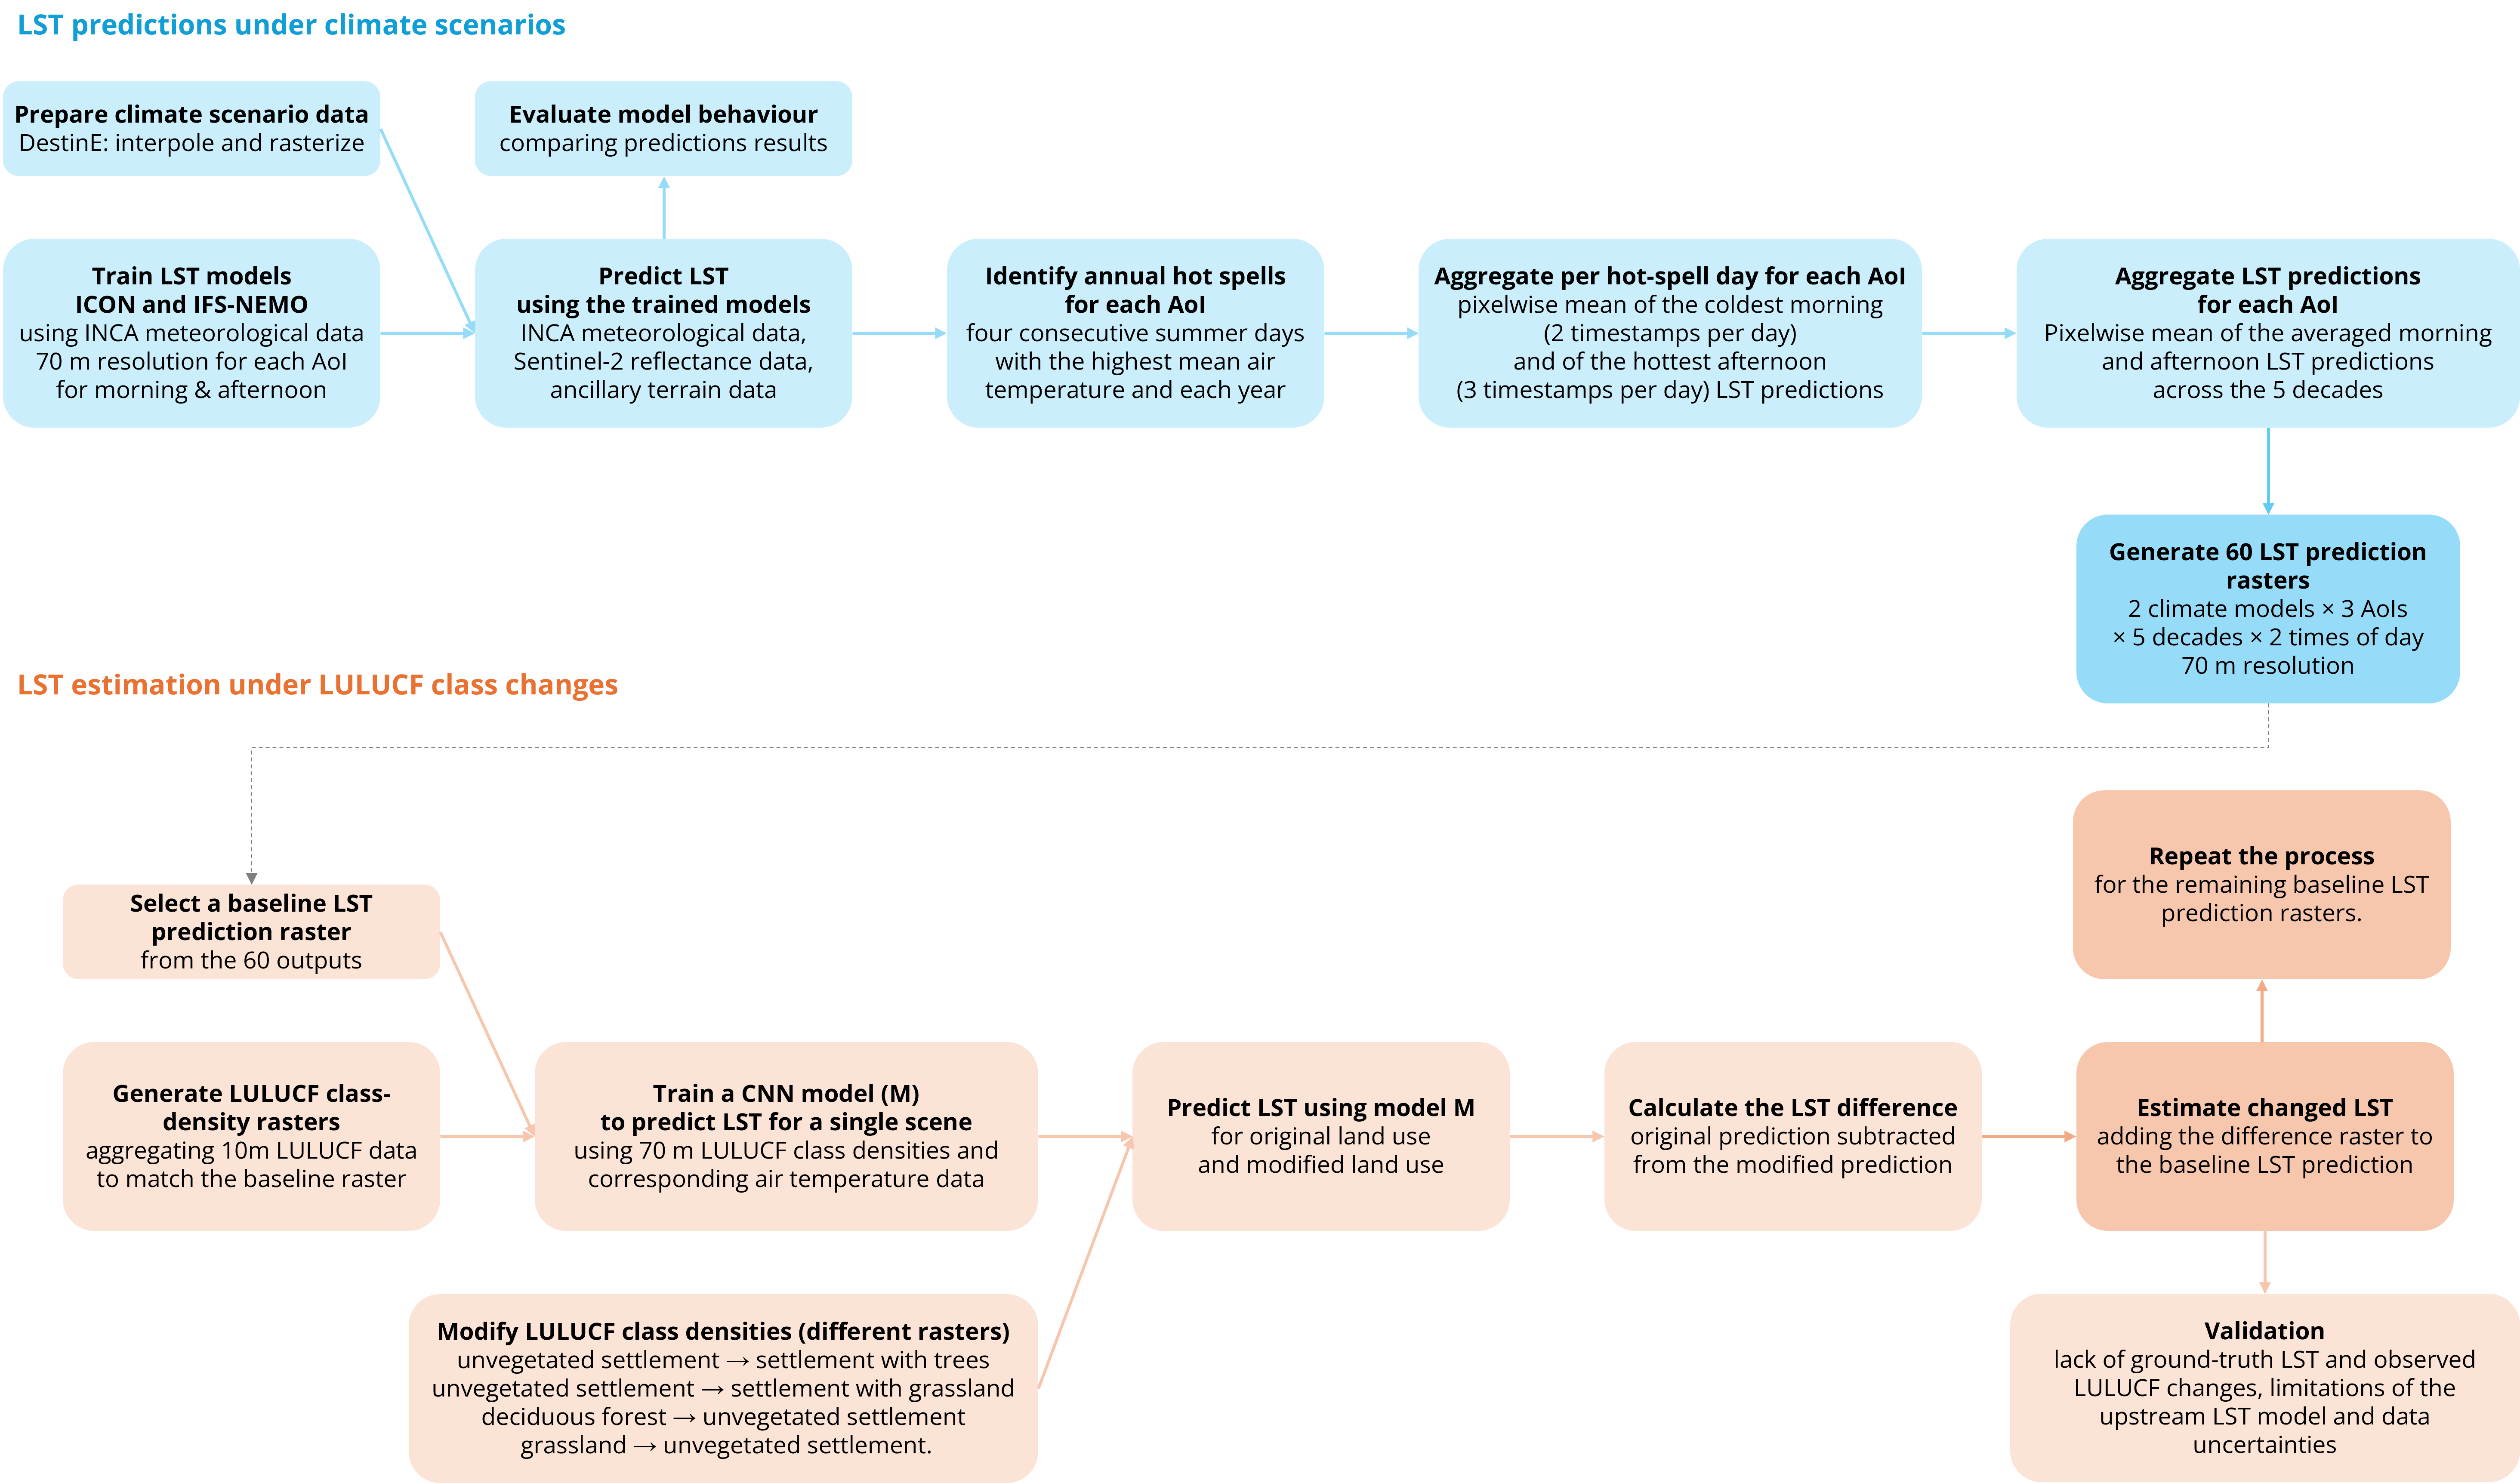 LST predictions under climate scenarios
Prepare climate scenario data
DestinE: interpole and rasterize
Evaluate model behaviour
comparing predictions results
Train LST models
ICON and IFS-NEMO
using INCA meteorological data
70 m resolution for each AoI
for morning & afternoon
Predict LST
using the trained models
INCA meteorological data,
Sentinel-2 reflectance data,
ancillary terrain data
Identify annual hot spells
for each AoI
four consecutive summer days
with the highest mean air
temperature and each year
Aggregate per hot-spell day for each AoI
pixelwise mean of the coldest morning
(2 timestamps per day)
and of the hottest afternoon
(3 timestamps per day) LST predictions
Aggregate LST predictions
for each AoI
Pixelwise mean of the averaged morning
and afternoon LST predictions
across the 5 decades
Generate 60 LST prediction
rasters
2 climate models × 3 AoIs
× 5 decades × 2 times of day
70 m resolution
LST estimation under LULUCF class changes
Select a baseline LST
prediction raster
from the 60 outputs
Repeat the process
for the remaining baseline LST
prediction rasters.
Generate LULUCF class-
density rasters
aggregating 10m LULUCF data
to match the baseline raster
Train a CNN model (M)
to predict LST for a single scene
using 70 m LULUCF class densities and
corresponding air temperature data
Predict LST using model M
for original land use
and modified land use
Calculate the LST difference
original prediction subtracted
from the modified prediction
Estimate changed LST
adding the difference raster to
the baseline LST prediction
Modify LULUCF class densities (different rasters)
unvegetated settlement → settlement with trees
unvegetated settlement → settlement with grassland
deciduous forest → unvegetated settlement
grassland → unvegetated settlement.
Validation
lack of ground-truth LST and observed
LULUCF changes, limitations of the
upstream LST model and data
uncertainties